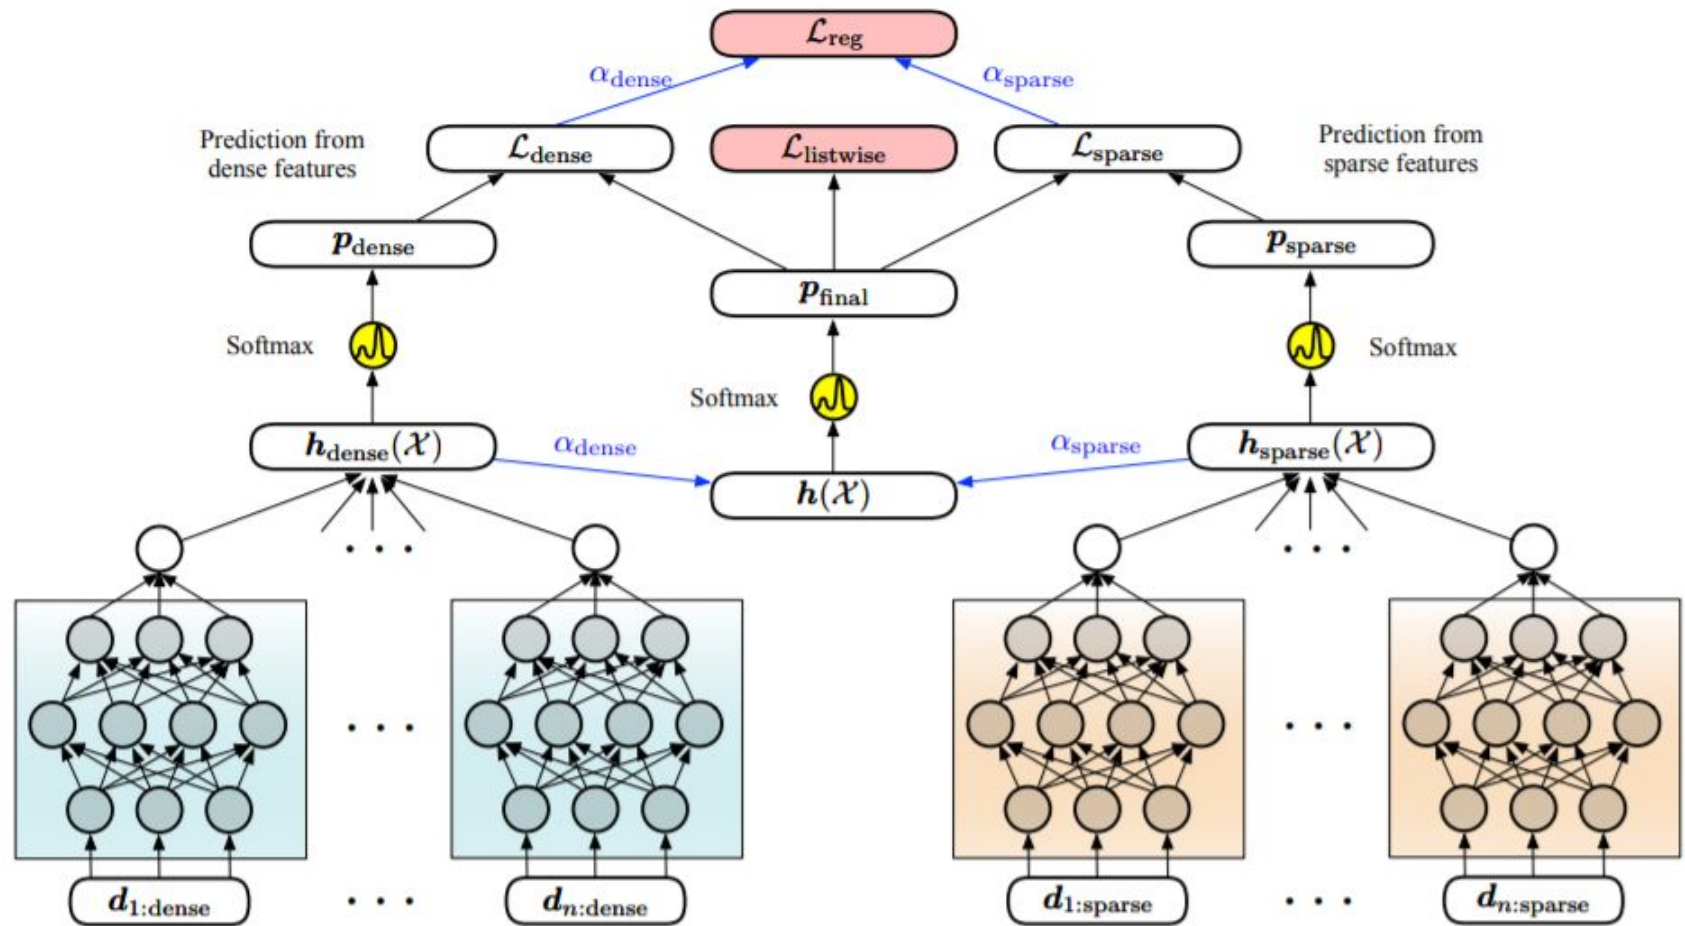 𝓛reg
αdense
αsparse
Prediction from
dense features
𝓛dense
𝓛listwise
𝓛sparse
Prediction from
sparse features
pdense
pfinal
psparse
Softmax
Softmax
Softmax
hdense(𝒳)
αdense
αsparse
hsparse(𝒳)
h(𝒳)
. . .
. . .
. . .
. . .
d1:dense
. . .
dn:dense
d1:sparse
. . .
dn:sparse